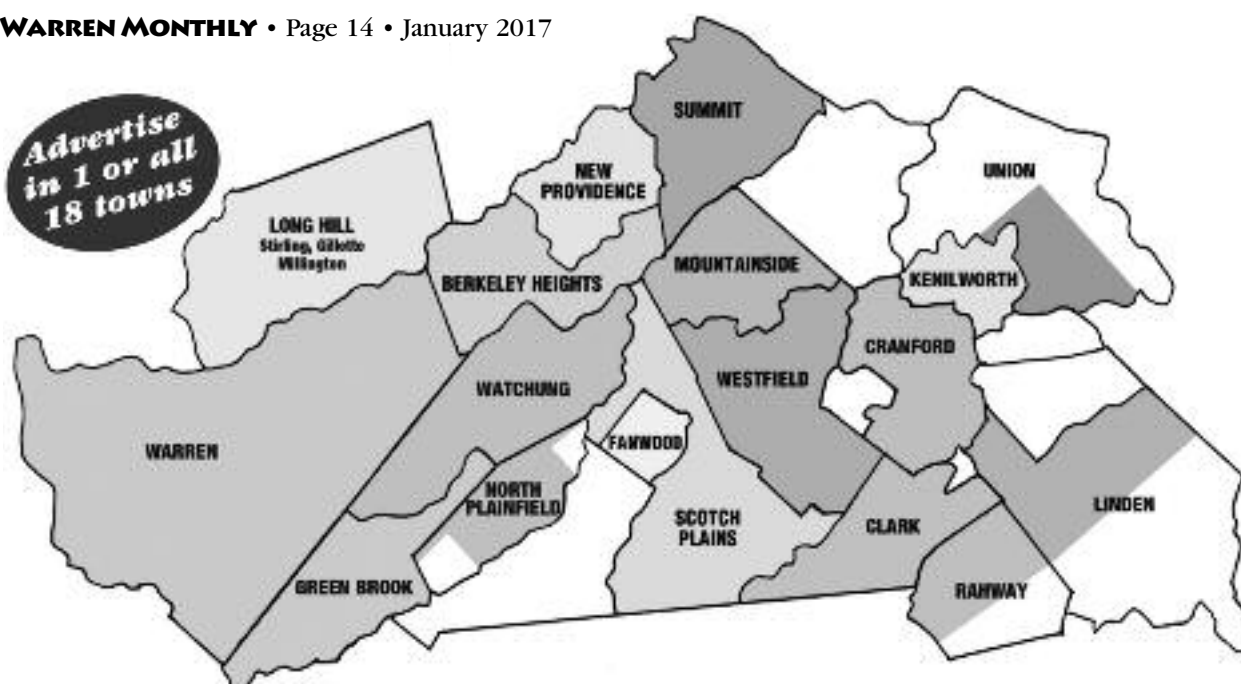 WARREN MONTHLY • Page 14 • January 2017
Advertise
in 1 or all
18 towns
SUMMIT
UNION
NEW
PROVIDENCE
LONG HILL
Stirling, Gillette
Millington
BERKELEY HEIGHTS
MOUNTAINSIDE
KENILWORTH
CRANFORD
WATCHUNG
WESTFIELD
WARREN
FANWOOD
NORTH
PLAINFIELD
SCOTCH
PLAINS
CLARK
LINDEN
GREEN BROOK
RAHWAY